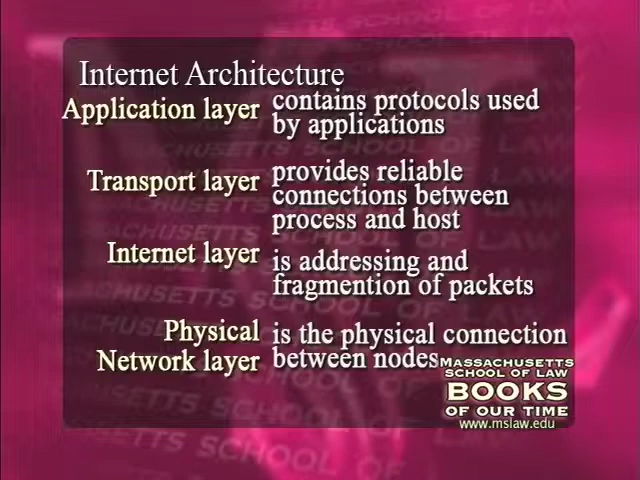 Internet Architecture
Application layer contains protocols used
by applications
Transport layer provides reliable
connections between
process and host
Internet layer is addressing and
fragmention of packets
Physical is the physical connection
Network layer between nodes
MASSACHUSETTS
SCHOOL OF LAW
BOOKS
OF OUR TIME
www.mslaw.edu